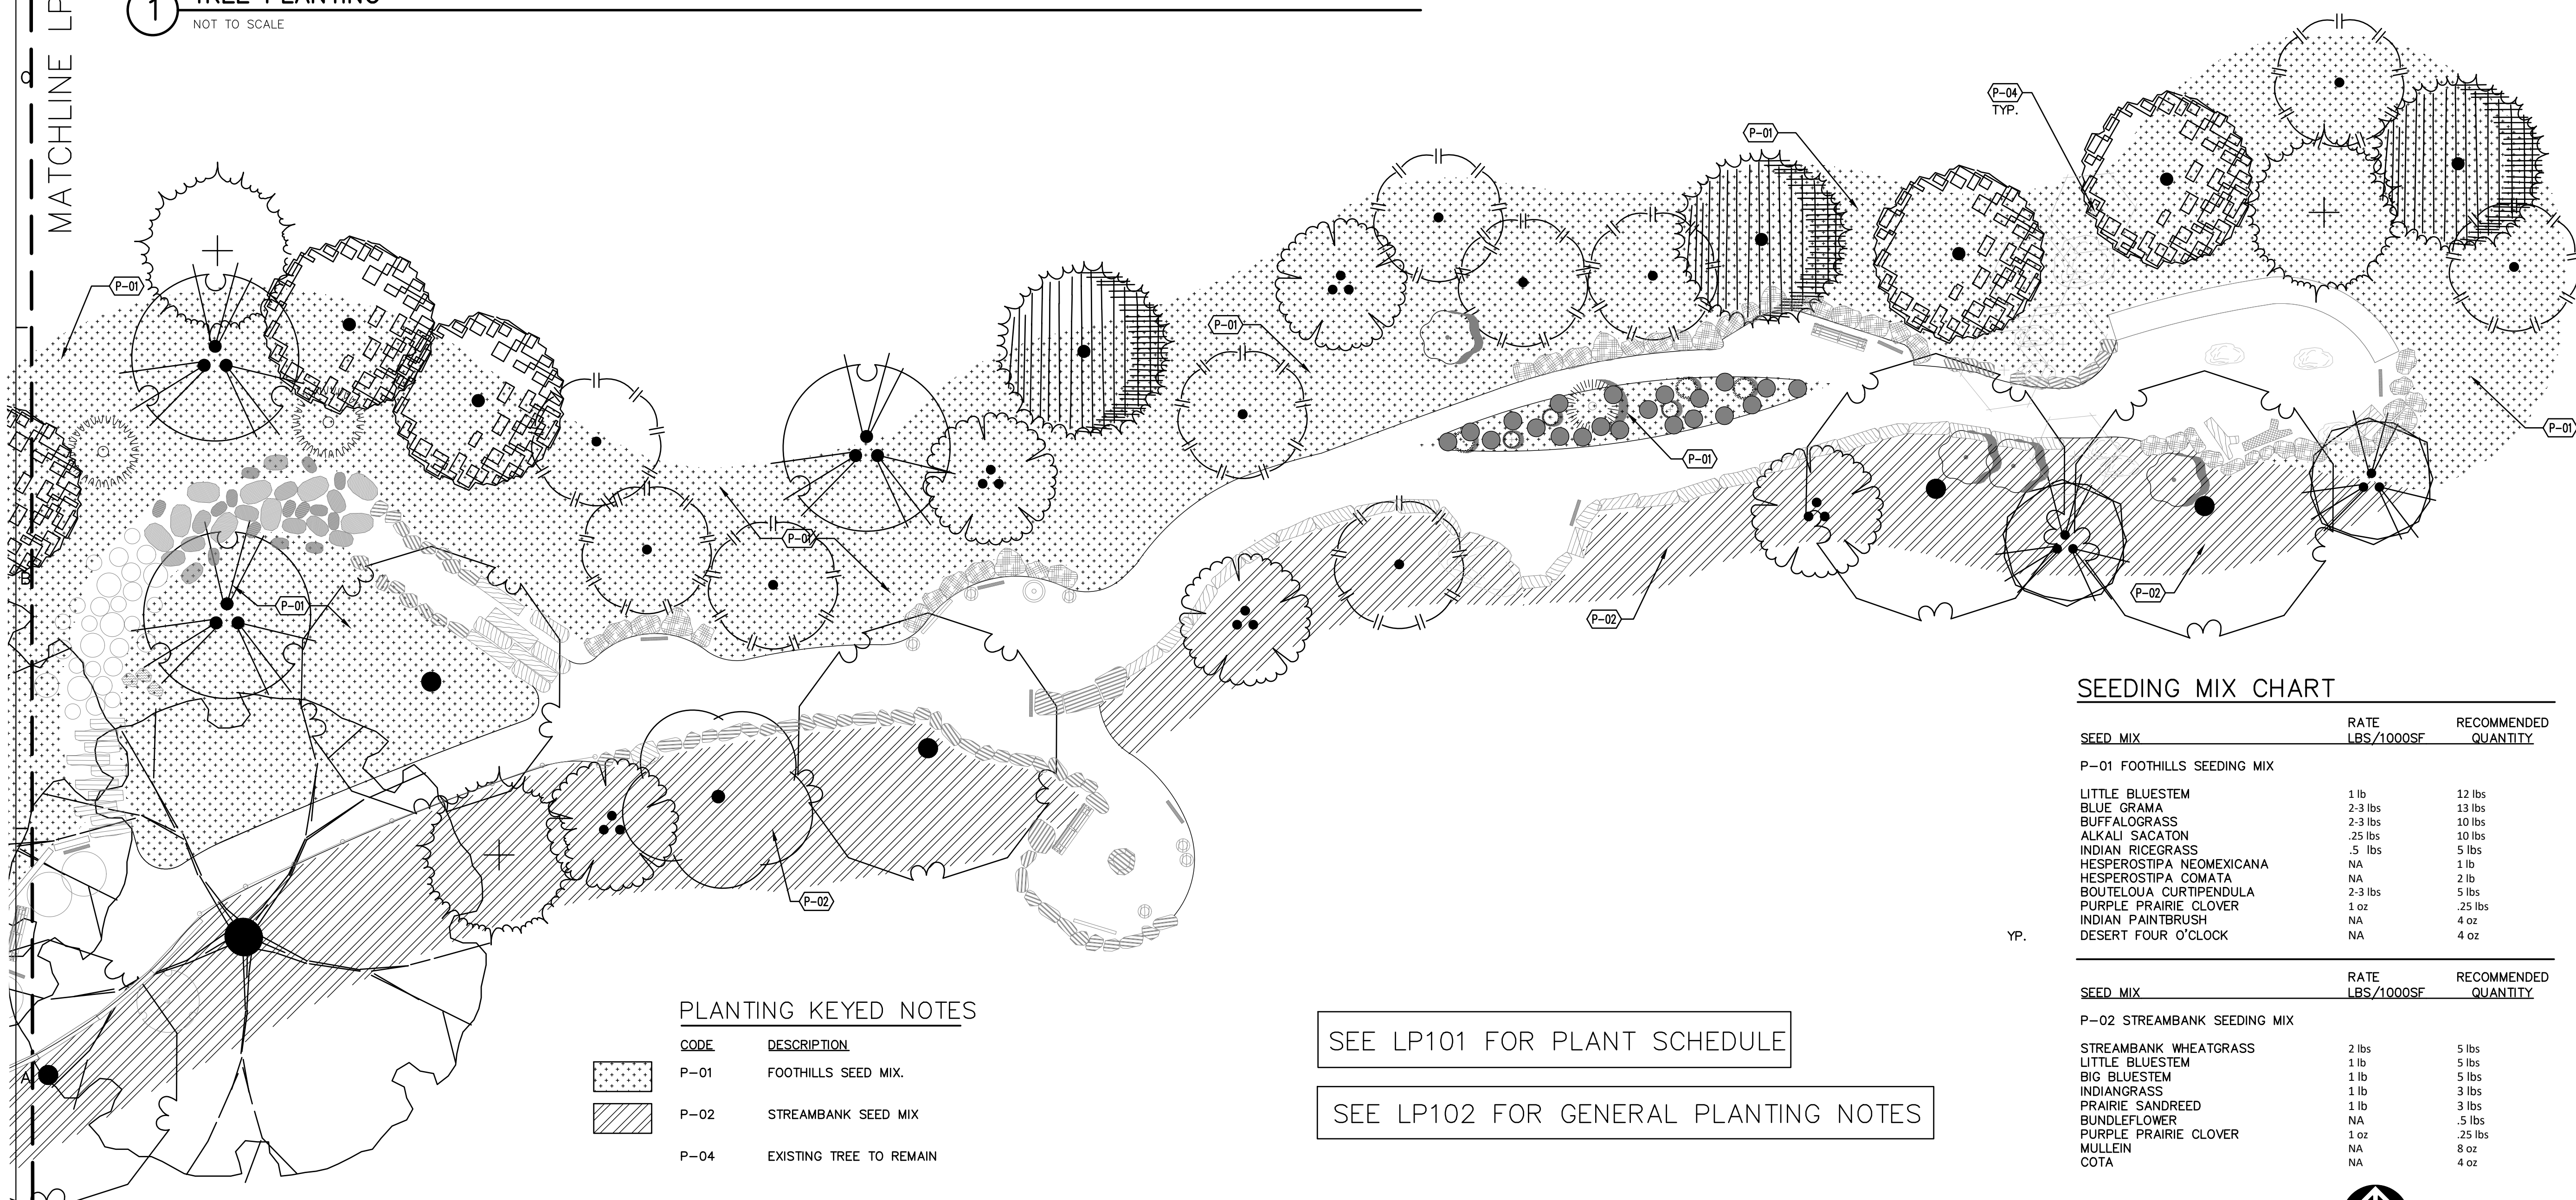 1
TREE PLANTING
NOT TO SCALE
MATCHLINE LP
C
B
A
P-04
TYP.
P-01
P-01
P-01
P-01
P-01
P-01
P-01
P-02
P-02
P-02
YP.
PLANTING KEYED NOTES
CODE DESCRIPTION
P-01 FOOTHILLS SEED MIX.
P-02 STREAMBANK SEED MIX
P-04 EXISTING TREE TO REMAIN
SEE LP101 FOR PLANT SCHEDULE
SEE LP102 FOR GENERAL PLANTING NOTES
SEEDING MIX CHART
RATE RECOMMENDED
SEED MIX LBS/1000SF QUANTITY
P-01 FOOTHILLS SEEDING MIX
LITTLE BLUESTEM 1 lb 12 lbs
BLUE GRAMA 2-3 lbs 13 lbs
BUFFALOGRASS 2-3 lbs 10 lbs
ALKALI SACATON .25 lbs 10 lbs
INDIAN RICEGRASS .5 lbs 5 lbs
HESPEROSTIPA NEOMEXICANA NA 1 lb
HESPEROSTIPA COMATA NA 2 lb
BOUTELOUA CURTIPENDULA 2-3 lbs 5 lbs
PURPLE PRAIRIE CLOVER 1 oz .25 lbs
INDIAN PAINTBRUSH NA 4 oz
DESERT FOUR O'CLOCK NA 4 oz
RATE RECOMMENDED
SEED MIX LBS/1000SF QUANTITY
P-02 STREAMBANK SEEDING MIX
STREAMBANK WHEATGRASS 2 lbs 5 lbs
LITTLE BLUESTEM 1 lb 5 lbs
BIG BLUESTEM 1 lb 5 lbs
INDIANGRASS 1 lb 3 lbs
PRAIRIE SANDREED 1 lb 3 lbs
BUNDLEFLOWER NA .5 lbs
PURPLE PRAIRIE CLOVER 1 oz .25 lbs
MULLEIN NA 8 oz
COTA NA 4 oz